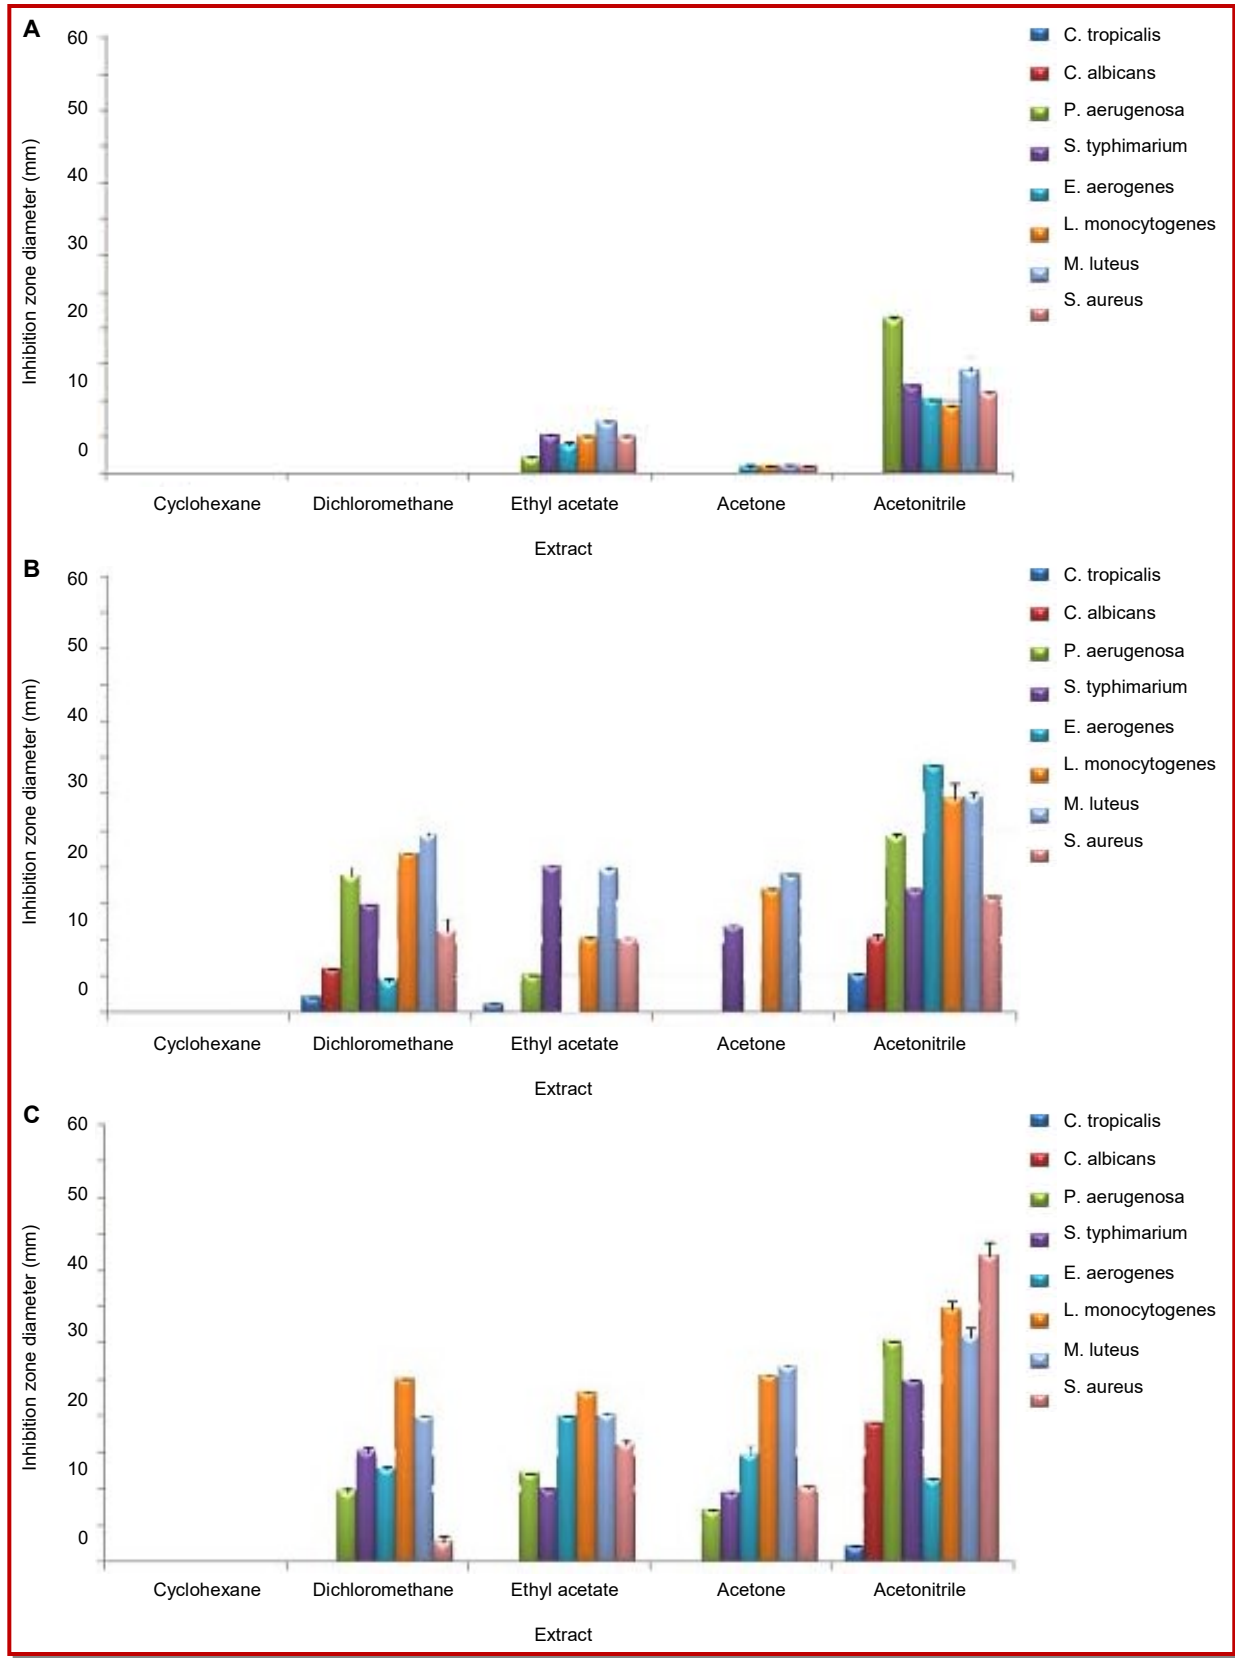 A
60
50
40
30
20
10
0
Inhibition zone diameter (mm)
Cyclohexane Dichloromethane Ethyl acetate Acetone Acetonitrile
Extract
C. tropicalis
C. albicans
P. aerugenosa
S. typhimarium
E. aerogenes
L. monocytogenes
M. luteus
S. aureus
B
60
50
40
30
20
10
0
Inhibition zone diameter (mm)
Cyclohexane Dichloromethane Ethyl acetate Acetone Acetonitrile
Extract
C. tropicalis
C. albicans
P. aerugenosa
S. typhimarium
E. aerogenes
L. monocytogenes
M. luteus
S. aureus
C
60
50
40
30
20
10
0
Inhibition zone diameter (mm)
Cyclohexane Dichloromethane Ethyl acetate Acetone Acetonitrile
Extract
C. tropicalis
C. albicans
P. aerugenosa
S. typhimarium
E. aerogenes
L. monocytogenes
M. luteus
S. aureus